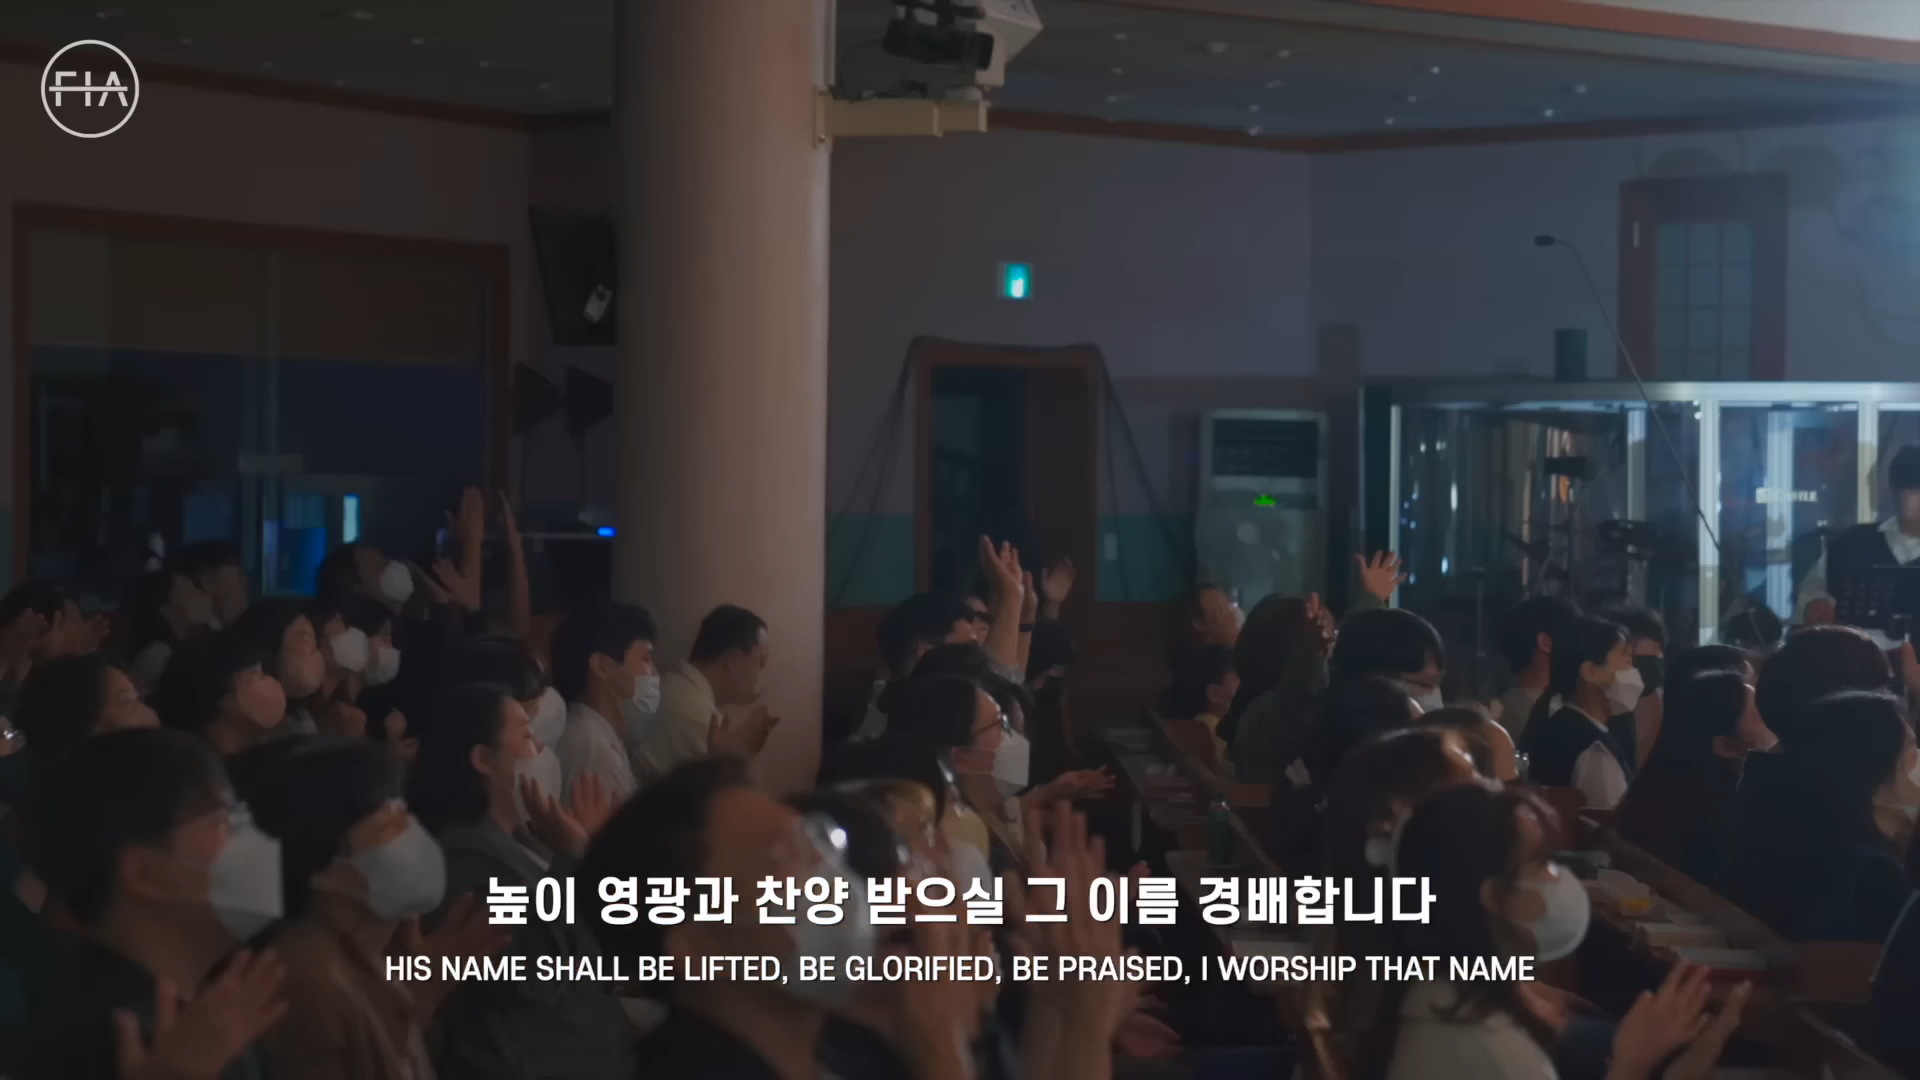 FIA
높이 영광과 찬양 받으실 그 이름 경배합니다
HIS NAME SHALL BE LIFTED, BE GLORIFIED, BE PRAISED, I WORSHIP THAT NAME